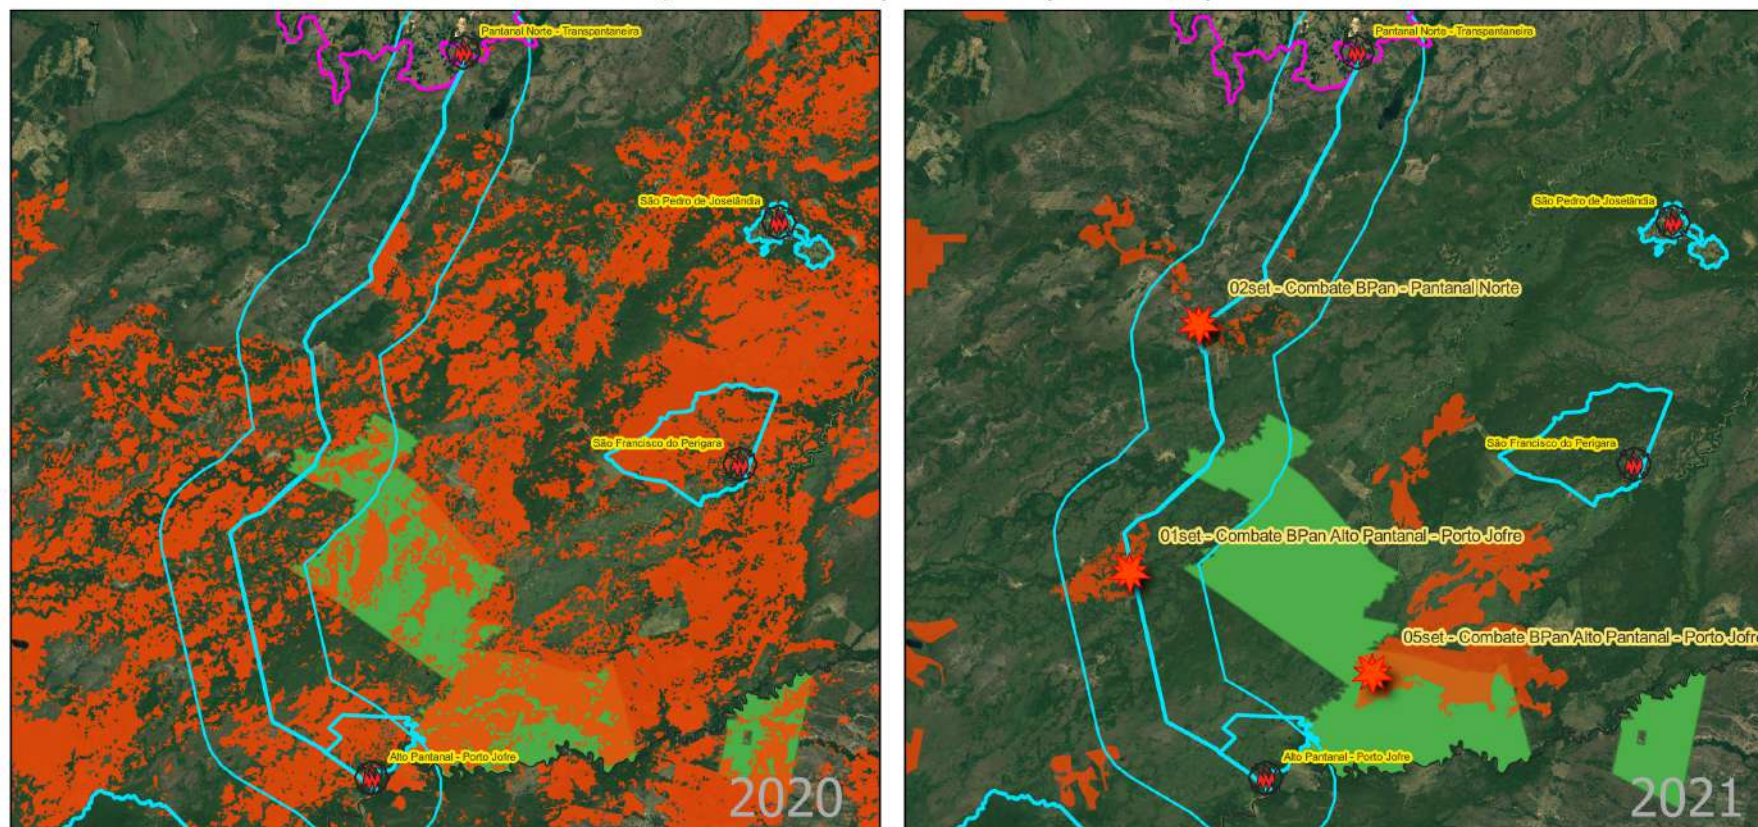 Pantanal Norte - Transpantaneira
São Pedro de Joselândia
São Francisco do Perigara
Alto Pantanal - Porto Jofre
2020
Pantanal Norte - Transpantaneira
São Pedro de Joselândia
02set - Combate BPan - Pantanal Norte
São Francisco do Perigara
01set - Combate BPan Alto Pantanal - Porto Jofre
05set - Combate BPan Alto Pantanal - Porto Jofre
Alto Pantanal - Porto Jofre
2021